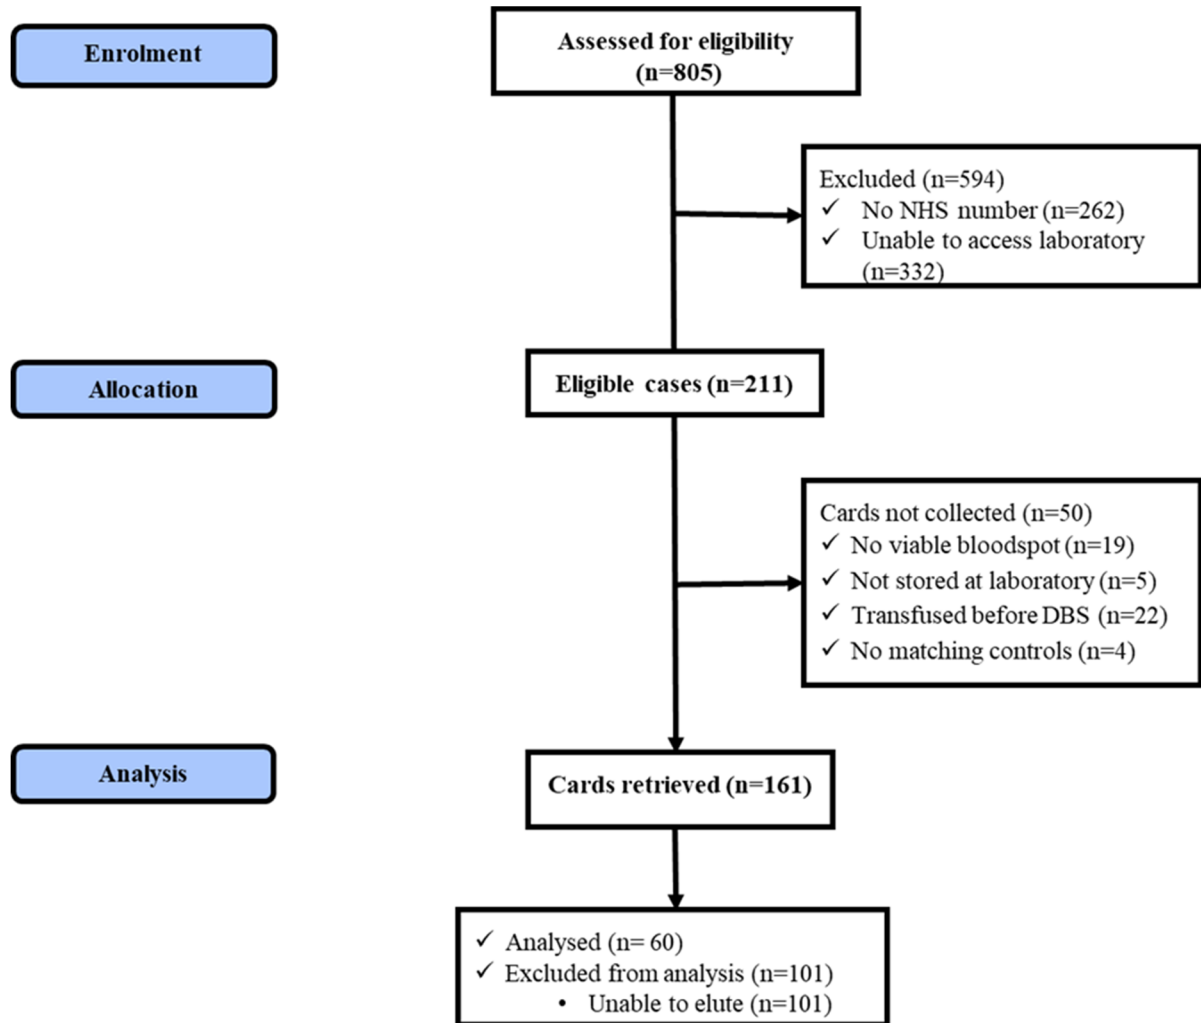 Enrolment
Assessed for eligibility
(n=805)
Excluded (n=594)
✓ No NHS number (n=262)
✓ Unable to access laboratory
(n=332)
Allocation
Eligible cases (n=211)
Cards not collected (n=50)
✓ No viable bloodspot (n=19)
✓ Not stored at laboratory (n=5)
✓ Transfused before DBS (n=22)
✓ No matching controls (n=4)
Analysis
Cards retrieved (n=161)
✓ Analysed (n= 60)
✓ Excluded from analysis (n=101)
• Unable to elute (n=101)